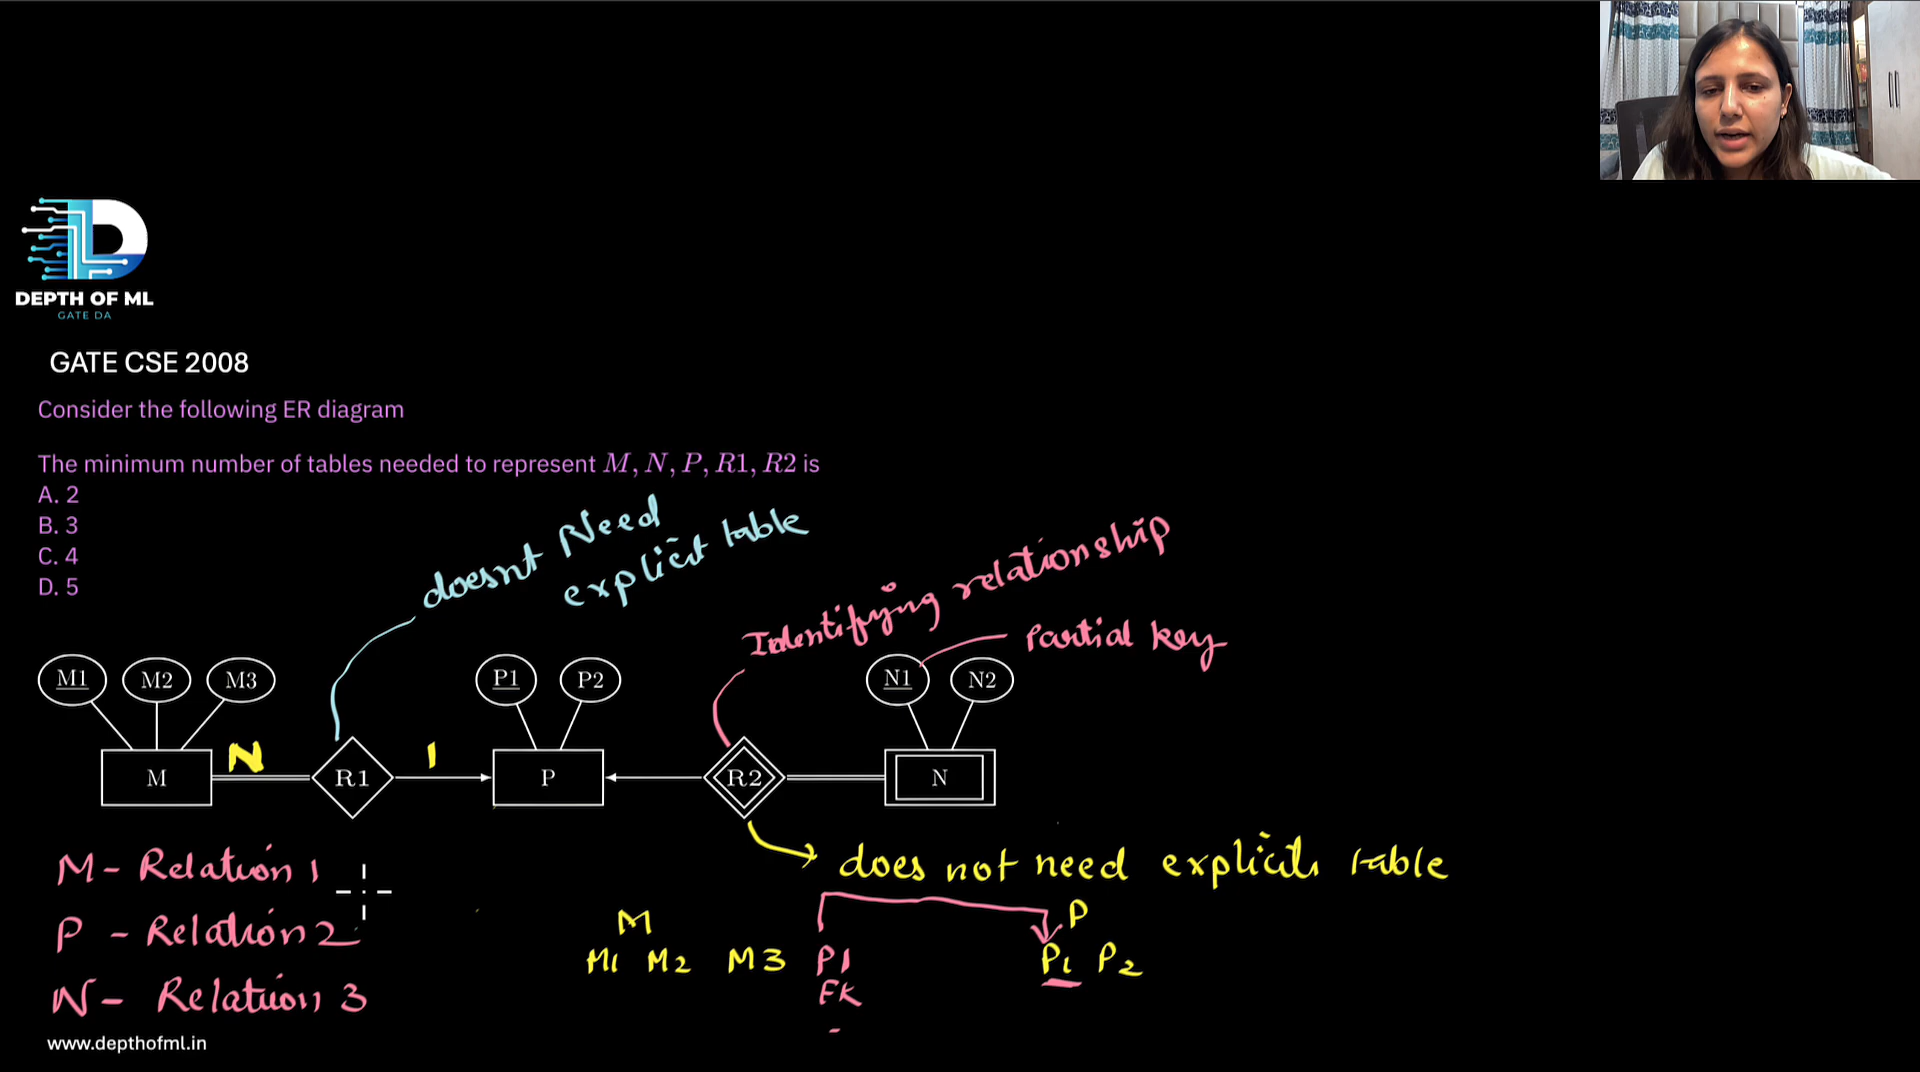 DEPTH OF ML
GATE DA
GATE CSE 2008
Consider the following ER diagram
The minimum number of tables needed to represent M, N, P, R1, R2 is
A. 2
B. 3
C. 4
D. 5
doesnt Need
explicit table
Identifying relationship
Partial key
M1 M2 M3 P1 P2 N1 N2
N 1
M R1 P R2 N
M - Relation 1
does not need explicit table
P - Relation 2
M P
M1 M2 M3 P1 P1 P2
N - Relation 3
FK
www.depthofml.in